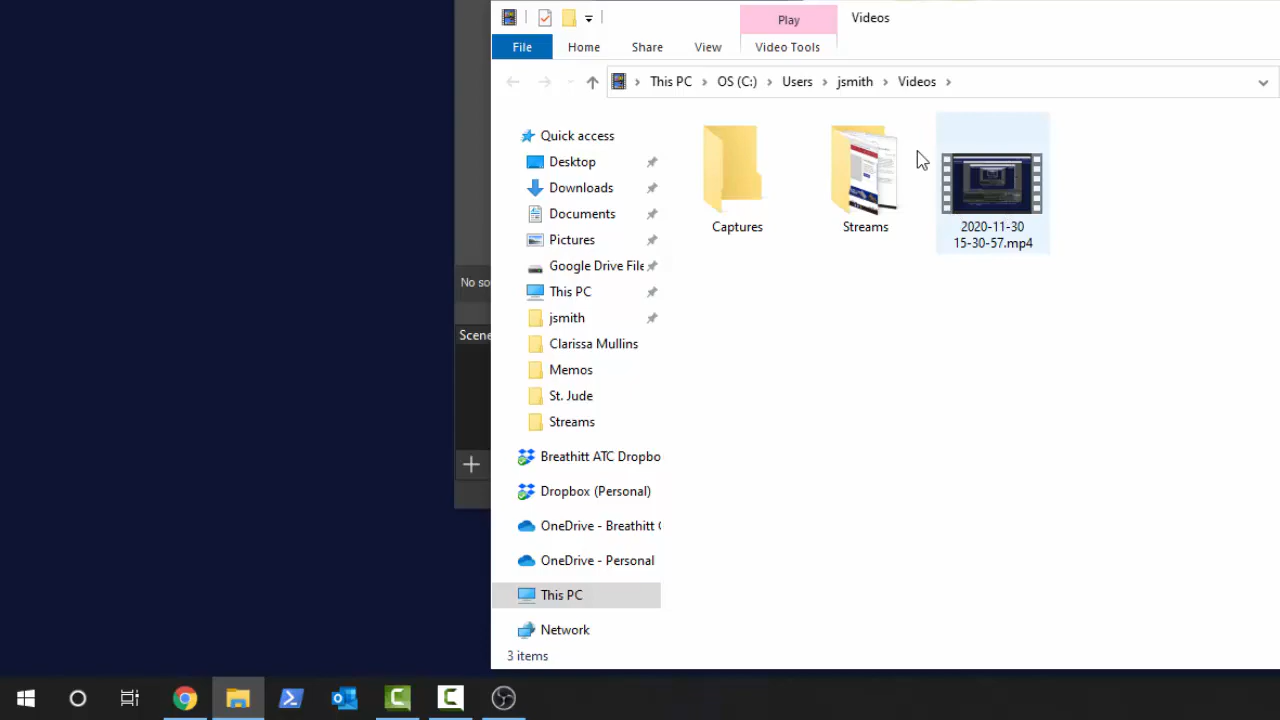 Play
Videos
File
Home
Share
View
Video Tools
This PC
OS (C:)
Users
jsmith
Videos
Quick access
Desktop
Downloads
Documents
Pictures
Google Drive File
This PC
jsmith
Clarissa Mullins
Memos
St. Jude
Streams
Breathitt ATC Dropbo
Dropbox (Personal)
OneDrive - Breathitt
OneDrive - Personal
This PC
Network
3 items
Captures
Streams
2020-11-30
15-30-57.mp4
No so
Scene